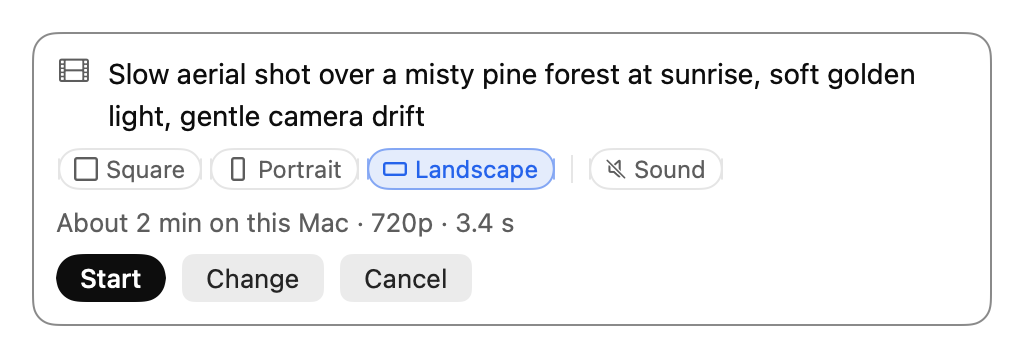 Slow aerial shot over a misty pine forest at sunrise, soft golden
light, gentle camera drift
Square Portrait Landscape Sound
About 2 min on this Mac · 720p · 3.4 s
Start Change Cancel